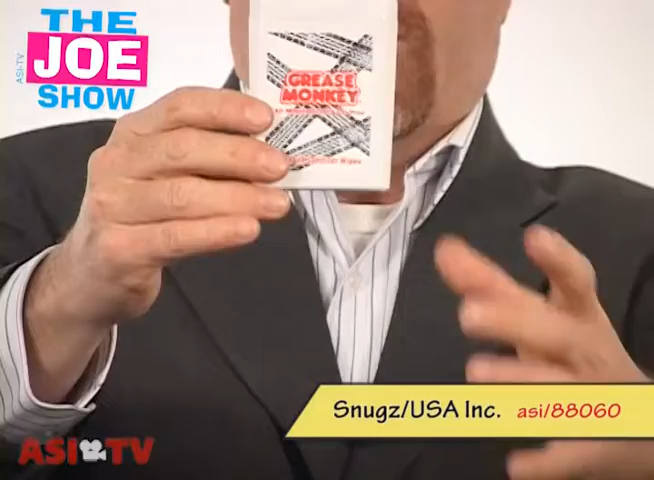 THE
ASI-TV
JOE
SHOW
GREASE
MONKEY
Snugz/USA Inc. asi/88060
ASI TV